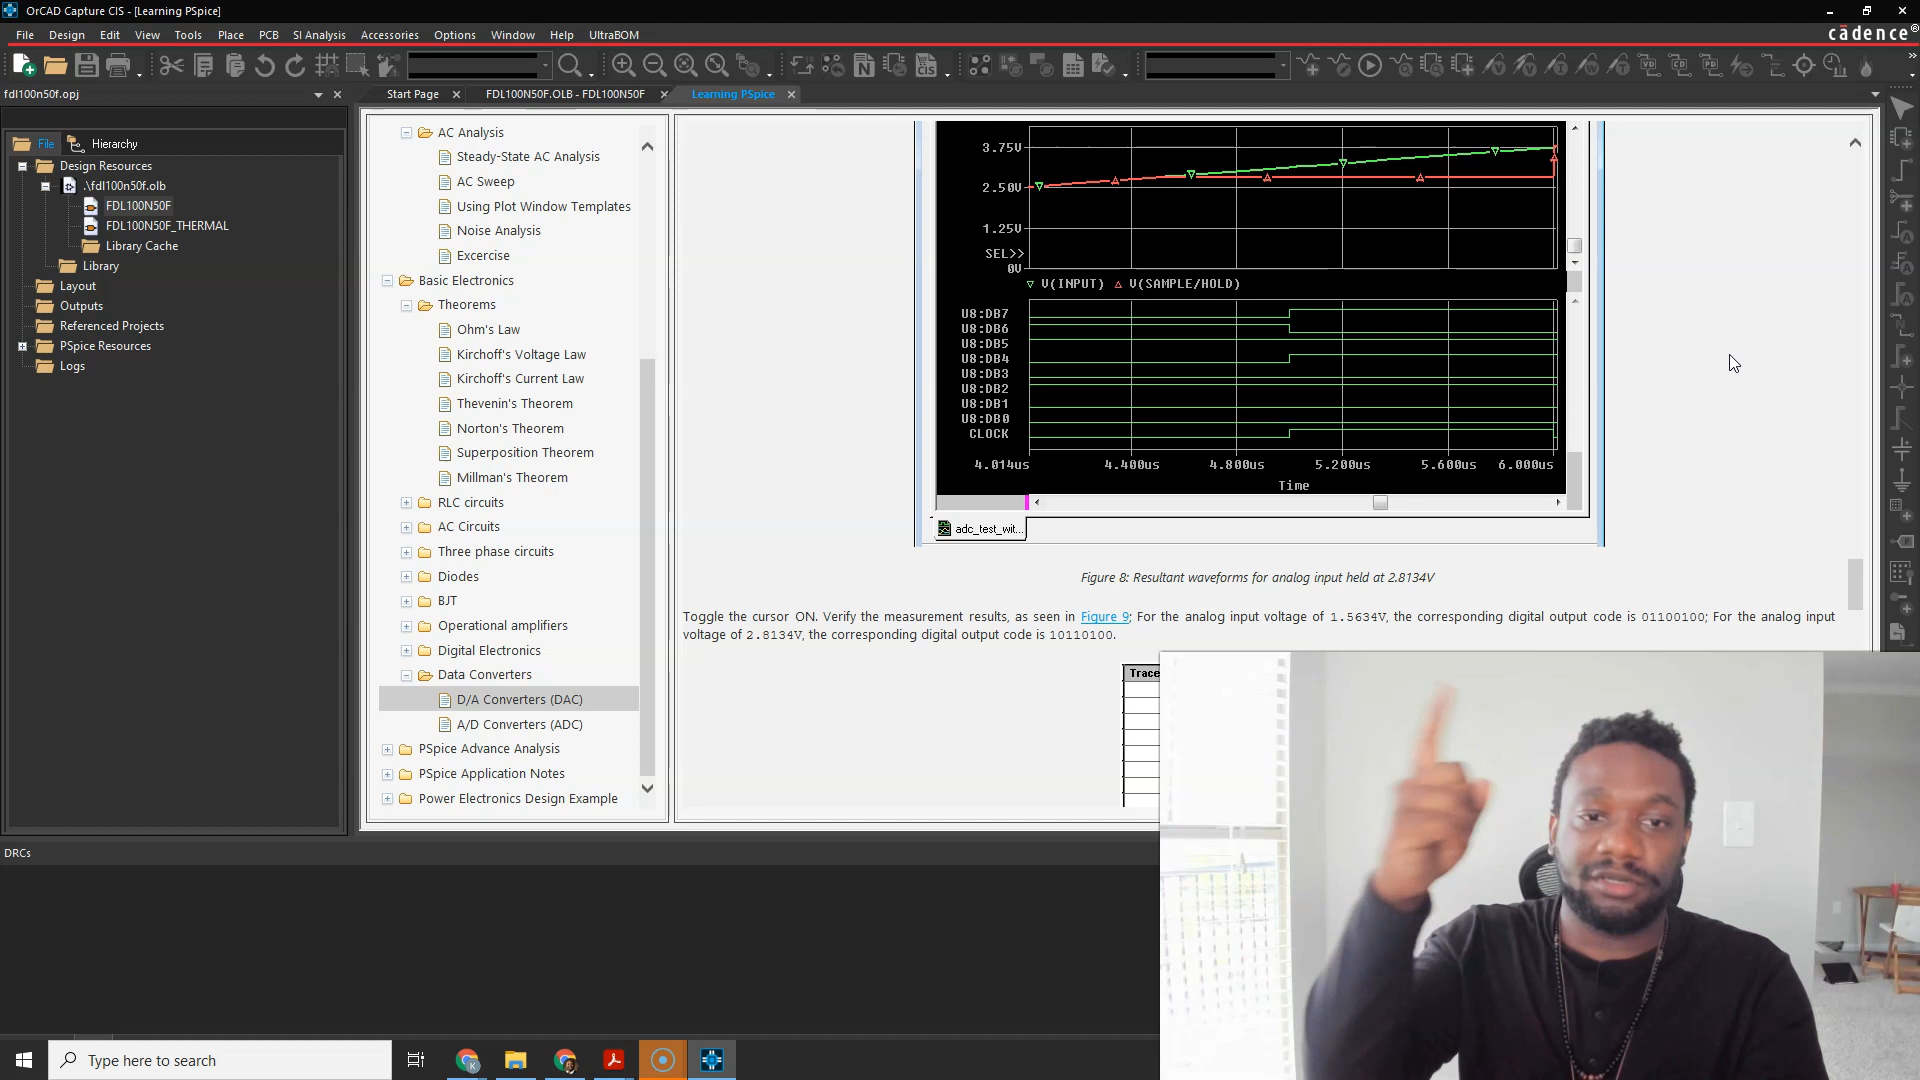 OrCAD Capture CIS - [Learning PSpice]
File Design Edit View Tools Place PCB SI Analysis Accessories Options Window Help UltraBOM
cādence®
fdl100n50f.opj
Start Page
FDL100N50F.OLB - FDL100N50F
Learning PSpice
File
Hierarchy
Design Resources
.\fdl100n50f.olb
FDL100N50F
FDL100N50F_THERMAL
Library Cache
Library
Layout
Outputs
Referenced Projects
PSpice Resources
Logs
AC Analysis
Steady-State AC Analysis
AC Sweep
Using Plot Window Templates
Noise Analysis
Excercise
Basic Electronics
Theorems
Ohm's Law
Kirchoff's Voltage Law
Kirchoff's Current Law
Thevenin's Theorem
Norton's Theorem
Superposition Theorem
Millman's Theorem
RLC circuits
AC Circuits
Three phase circuits
Diodes
BJT
Operational amplifiers
Digital Electronics
Data Converters
D/A Converters (DAC)
A/D Converters (ADC)
PSpice Advance Analysis
PSpice Application Notes
Power Electronics Design Example
3.75V
2.50V
1.25V
SEL>>
0V
V(INPUT) V(SAMPLE/HOLD)
U8:DB7
U8:DB6
U8:DB5
U8:DB4
U8:DB3
U8:DB2
U8:DB1
U8:DB0
CLOCK
4.014us 4.400us 4.800us 5.200us 5.600us 6.000us
Time
adc_test_wit...
Figure 8: Resultant waveforms for analog input held at 2.8134V
Toggle the cursor ON. Verify the measurement results, as seen in Figure 9; For the analog input voltage of 1.5634V, the corresponding digital output code is 01100100; For the analog input
voltage of 2.8134V, the corresponding digital output code is 10110100.
Trace
DRCs
Type here to search